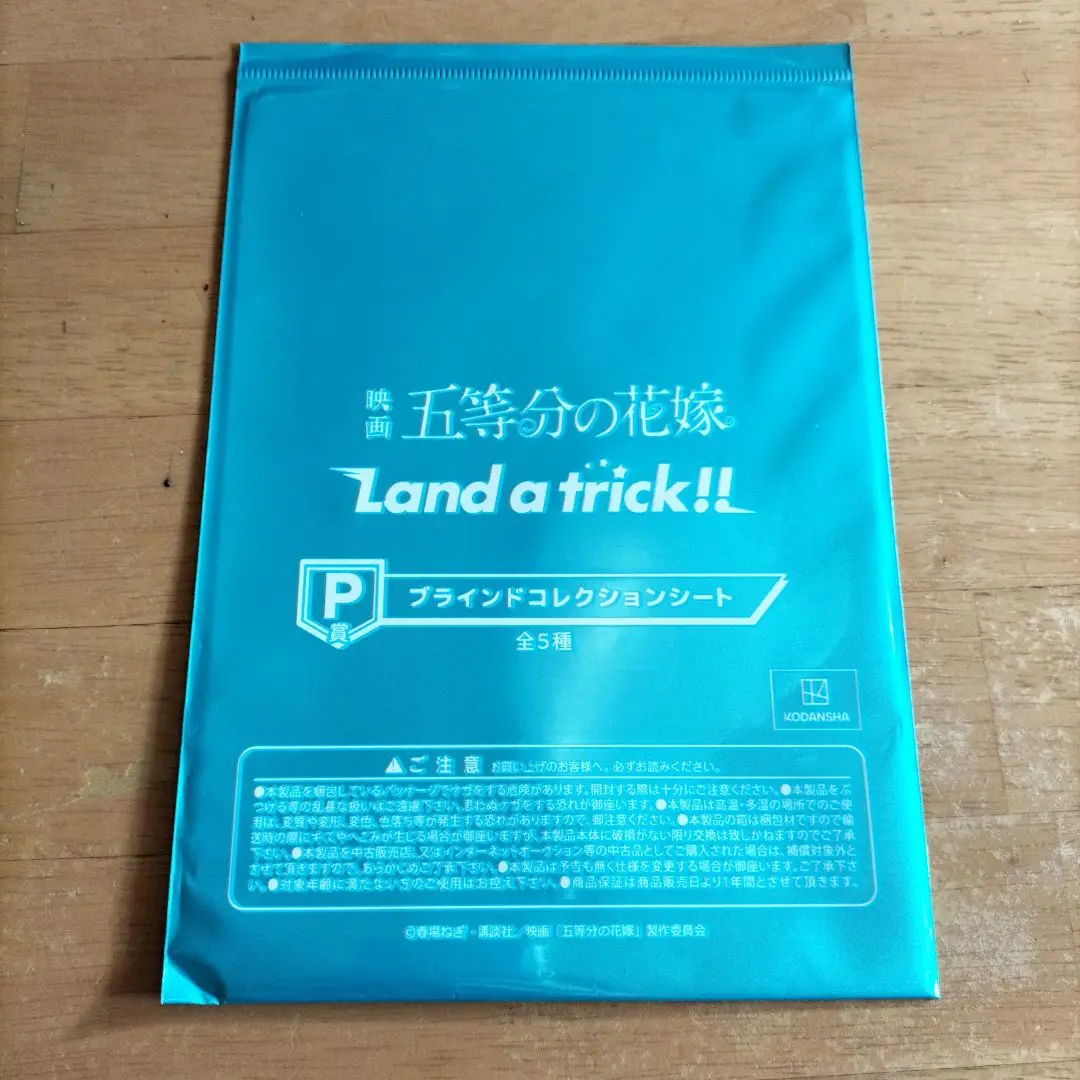 映画 五等分の花嫁
Land a trick!!
P賞 ブラインドコレクションシート
全5種
KODANSHA
▲ご注意 お買い上げのお客様へ。必ずお読みください。
●本製品を梱包しているパッケージでケガをする危険があります。開封する際は十分にご注意ください。●本製品をぶ
つける等の乱暴な扱いはご遠慮下さい。思わぬケガをする恐れが御座います。●本製品は高温・多湿の場所でのご使
用は、変質や変形、変色、色落ち等が発生する恐れがありますので、御注意ください。●本製品の箱は梱包材ですので輸
送時の際にキズやへこみが生じる場合が御座いますが、本製品本体に破損がない限り交換は致しかねますのでご了承
下さい。●本製品を中古販売店、又はインターネットオークション等の中古品としてご購入された場合は、補償対象外と
させて頂きますので、あらかじめご了承下さい。●本製品は予告も無く仕様を変更する場合が御座います。ご了承下さ
い。●対象年齢に満たない方のご使用はお控え下さい。●商品保証は商品販売日より1年間とさせて頂きます。
©春場ねぎ・講談社／映画「五等分の花嫁」製作委員会